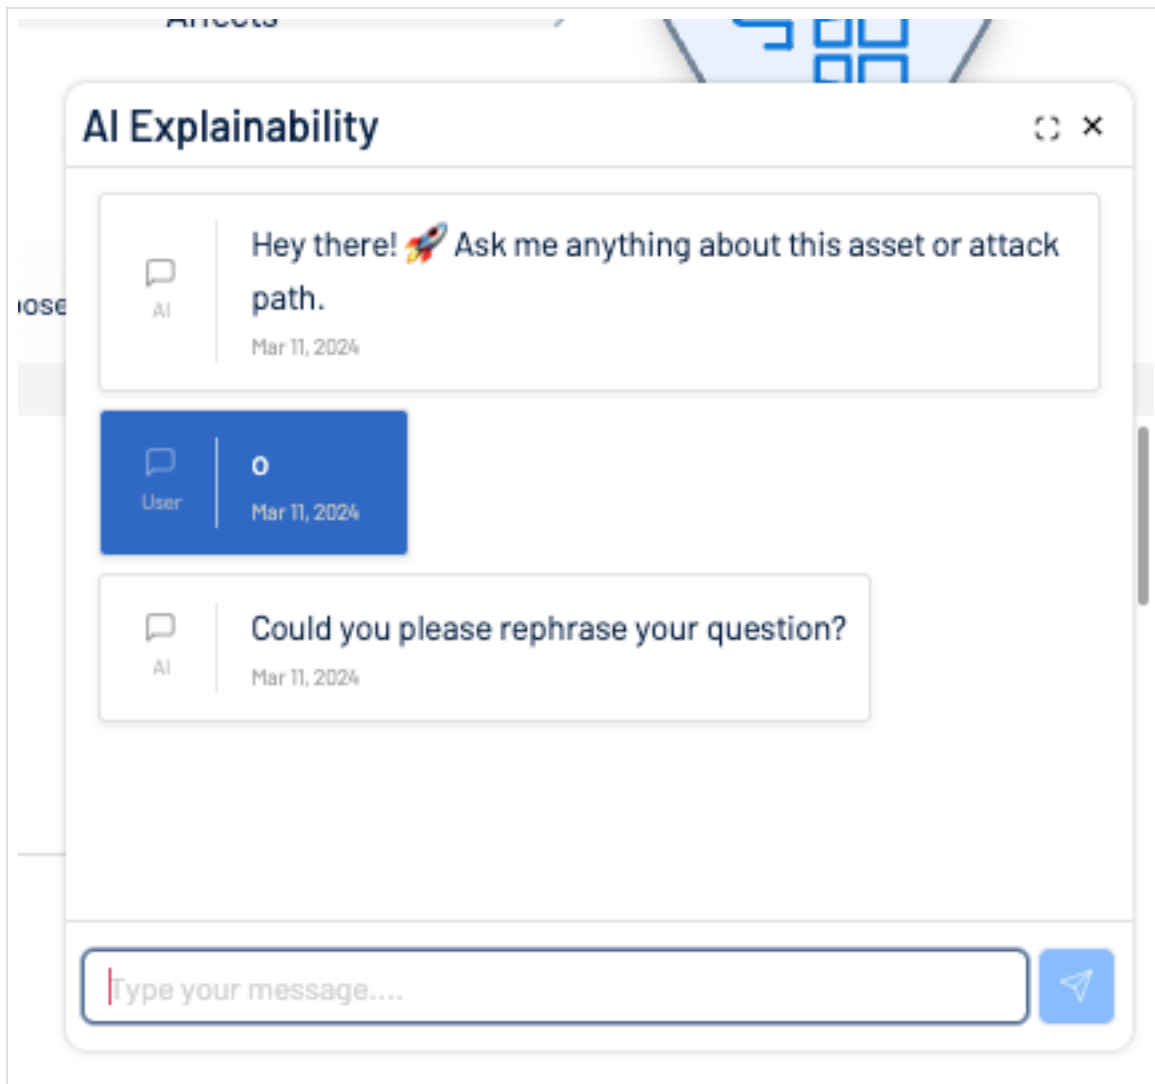 Affects
AI Explainability
Hey there! 🚀 Ask me anything about this asset or attack
path.
AI
Mar 11, 2024
o
User
Mar 11, 2024
Could you please rephrase your question?
AI
Mar 11, 2024
Type your message....